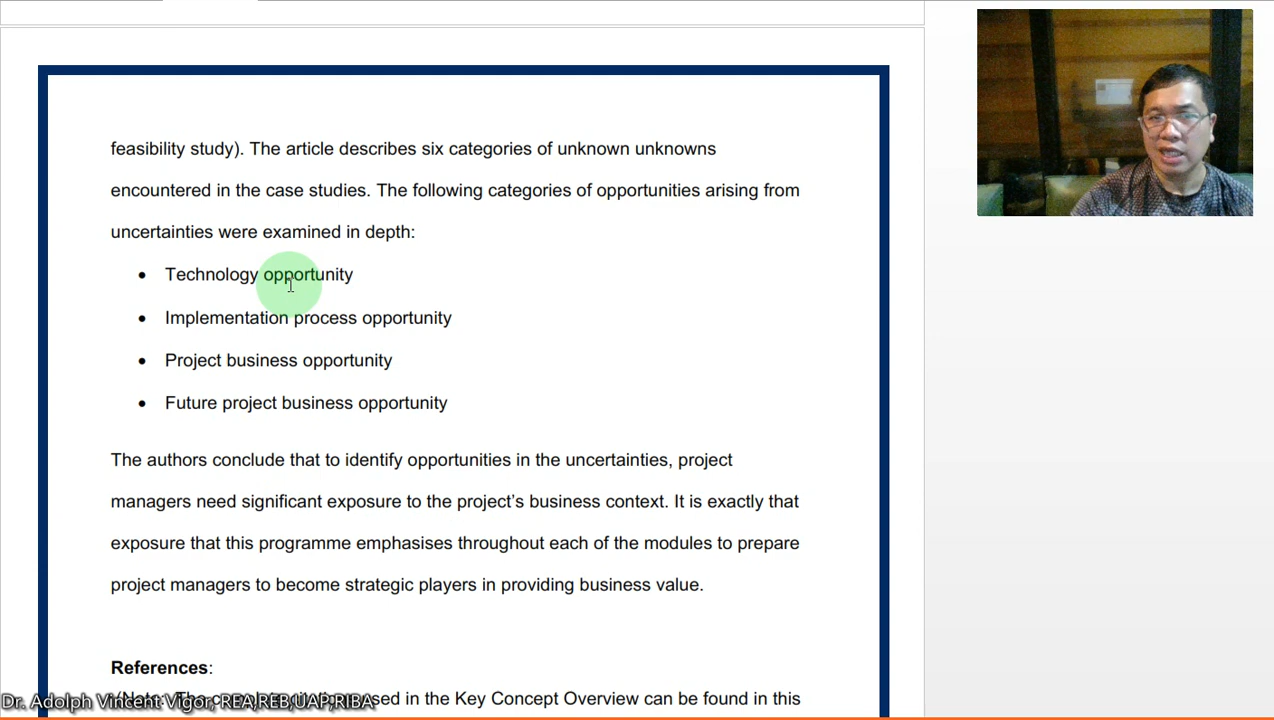 feasibility study). The article describes six categories of unknown unknowns
encountered in the case studies. The following categories of opportunities arising from
uncertainties were examined in depth:
• Technology opportunity
• Implementation process opportunity
• Project business opportunity
• Future project business opportunity
The authors conclude that to identify opportunities in the uncertainties, project
managers need significant exposure to the project's business context. It is exactly that
exposure that this programme emphasises throughout each of the modules to prepare
project managers to become strategic players in providing business value.
References:
sed in the Key Concept Overview can be found in this
Dr. Adolph Vincent Vigor, REA,REB,UAP,RIBA